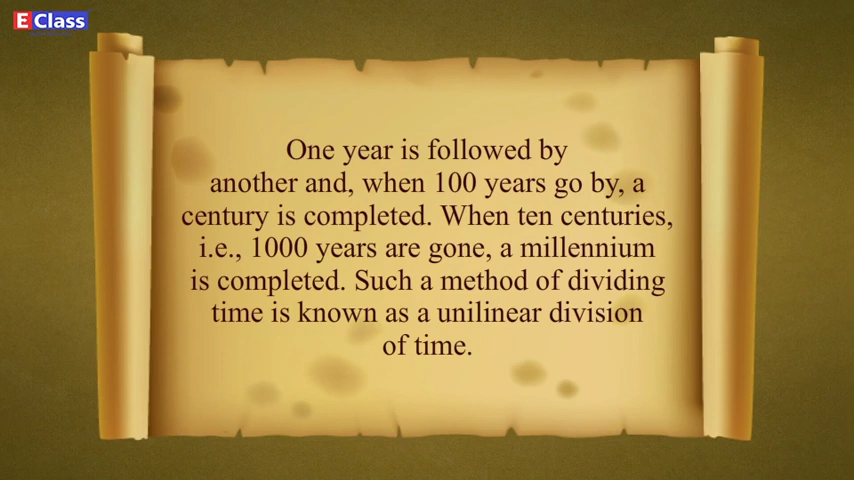 E Class
One year is followed by
another and, when 100 years go by, a
century is completed. When ten centuries,
i.e., 1000 years are gone, a millennium
is completed. Such a method of dividing
time is known as a unilinear division
of time.